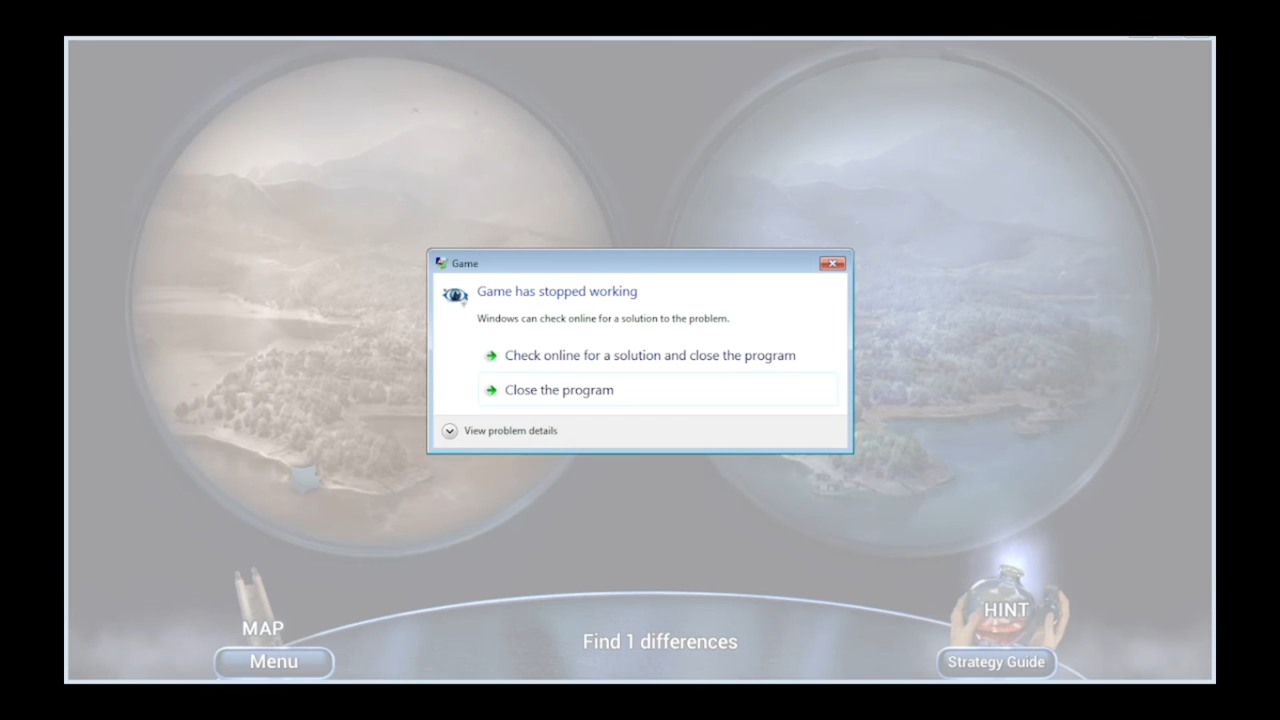 Game
Game has stopped working
Windows can check online for a solution to the problem.
Check online for a solution and close the program
Close the program
View problem details
MAP
Menu
Find 1 differences
HINT
Strategy Guide